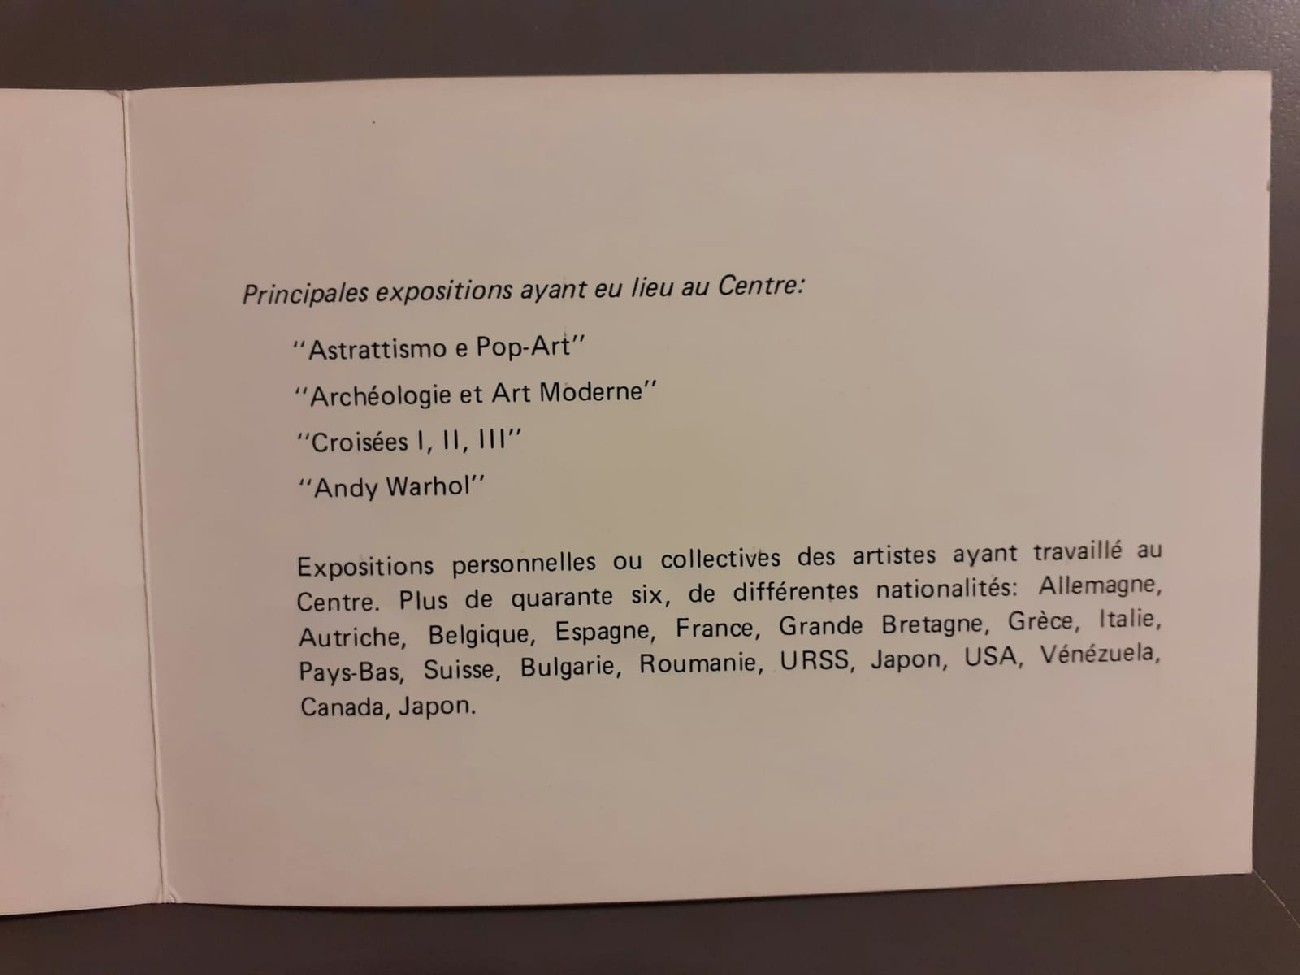 Principales expositions ayant eu lieu au Centre:
"Astrattismo e Pop-Art"
"Archéologie et Art Moderne"
"Croisées I, II, III"
"Andy Warhol"
Expositions personnelles ou collectives des artistes ayant travaillé au
Centre. Plus de quarante six, de différentes nationalités: Allemagne,
Autriche, Belgique, Espagne, France, Grande Bretagne, Grèce, Italie,
Pays-Bas, Suisse, Bulgarie, Roumanie, URSS, Japon, USA, Vénézuela,
Canada, Japon.